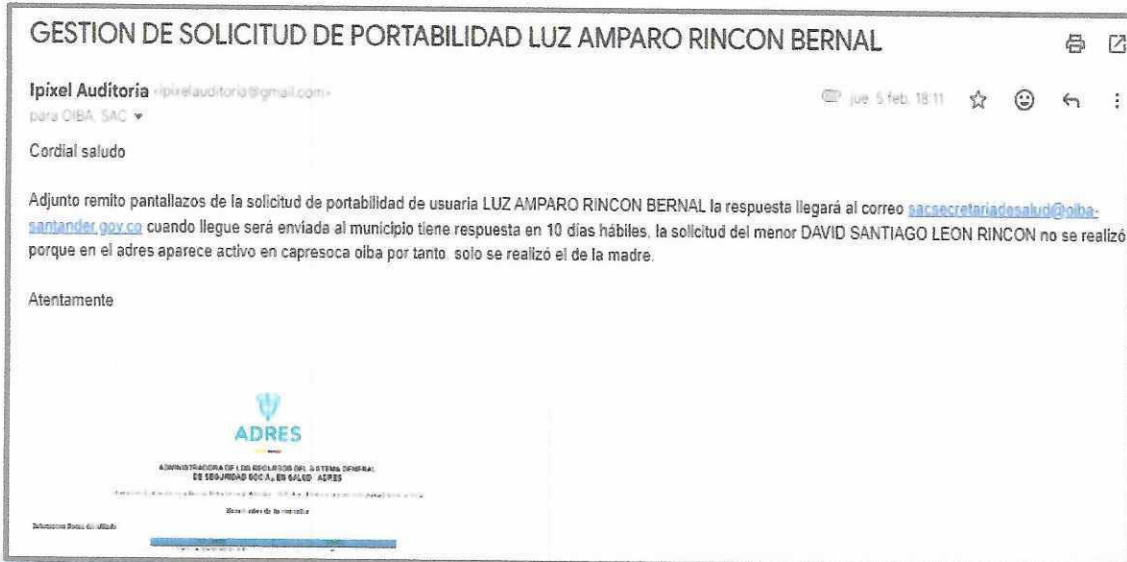 GESTION DE SOLICITUD DE PORTABILIDAD LUZ AMPARO RINCON BERNAL
Ipixel Auditoria <ipixelauditoria@gmail.com>
jue, 5 feb, 18:11
para OIBA, SAC
Cordial saludo
Adjunto remito pantallazos de la solicitud de portabilidad de usuaria LUZ AMPARO RINCON BERNAL la respuesta llegará al correo sacsecretariadesalud@oiba-
santander.gov.co cuando llegue será enviada al municipio tiene respuesta en 10 días hábiles, la solicitud del menor DAVID SANTIAGO LEON RINCON no se realizó
porque en el adres aparece activo en capresoca oiba por tanto solo se realizó el de la madre.
Atentamente
ADRES
ADMINISTRADORA DE LOS RECURSOS DEL SISTEMA GENERAL
DE SEGURIDAD SOCIAL EN SALUD ADRES